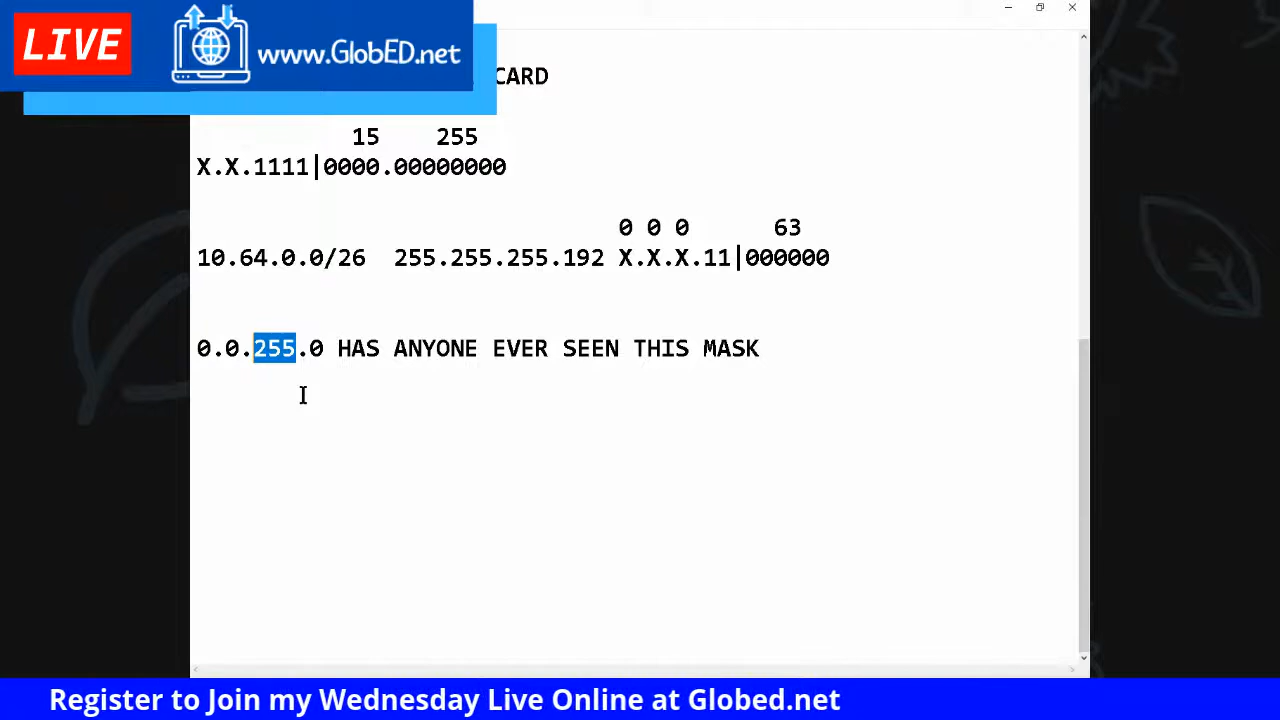 LIVE
www.GlobED.net
CARD
15 255
X.X.1111|0000.00000000
0 0 0 63
10.64.0.0/26 255.255.255.192 X.X.X.11|000000
0.0.255.0 HAS ANYONE EVER SEEN THIS MASK
Register to Join my Wednesday Live Online at Globed.net